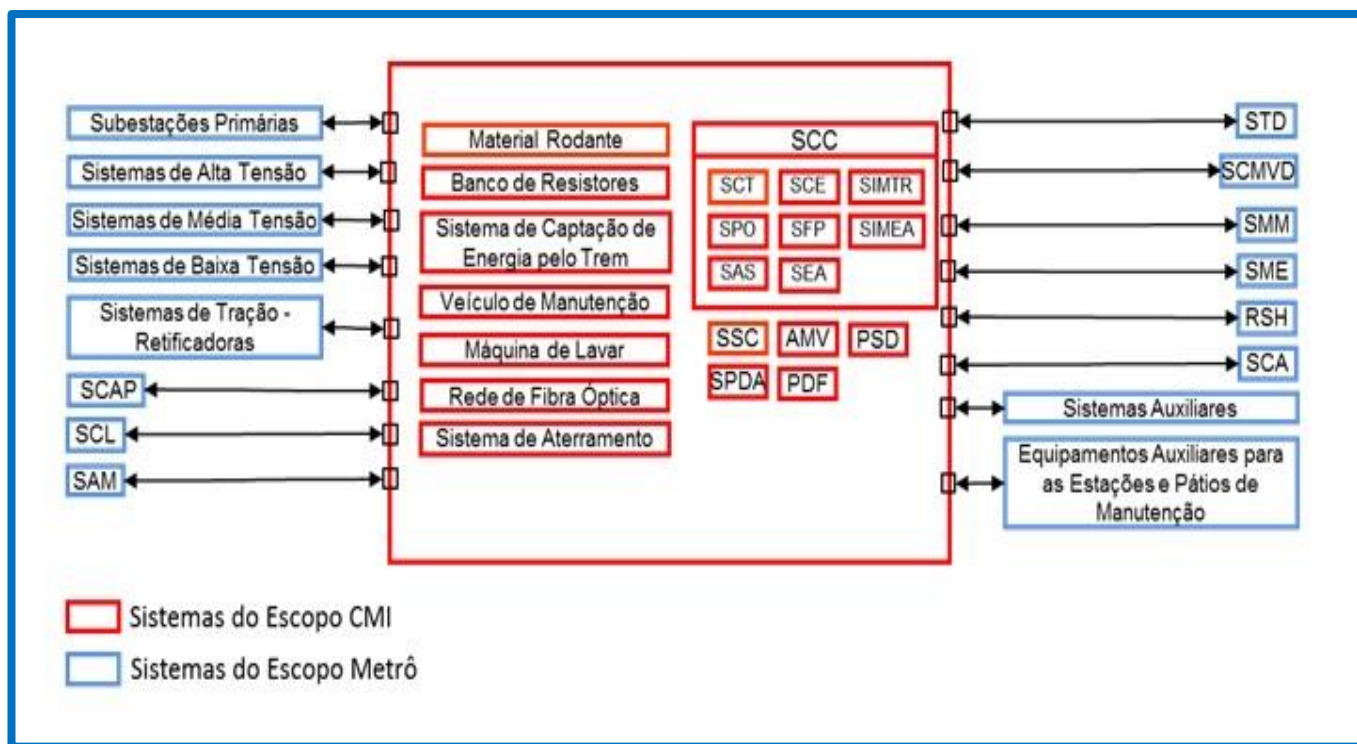 Subestações Primárias
Sistemas de Alta Tensão
Sistemas de Média Tensão
Sistemas de Baixa Tensão
Sistemas de Tração -
Retificadoras
SCAP
SCL
SAM
Material Rodante
Banco de Resistores
Sistema de Captação de
Energia pelo Trem
Veículo de Manutenção
Máquina de Lavar
Rede de Fibra Óptica
Sistema de Aterramento
SCC
SCT SCE SIMTR
SPO SFP SIMEA
SAS SEA
SSC AMV PSD
SPDA PDF
STD
SCMVD
SMM
SME
RSH
SCA
Sistemas Auxiliares
Equipamentos Auxiliares para
as Estações e Pátios de
Manutenção
Sistemas do Escopo CMI
Sistemas do Escopo Metrô